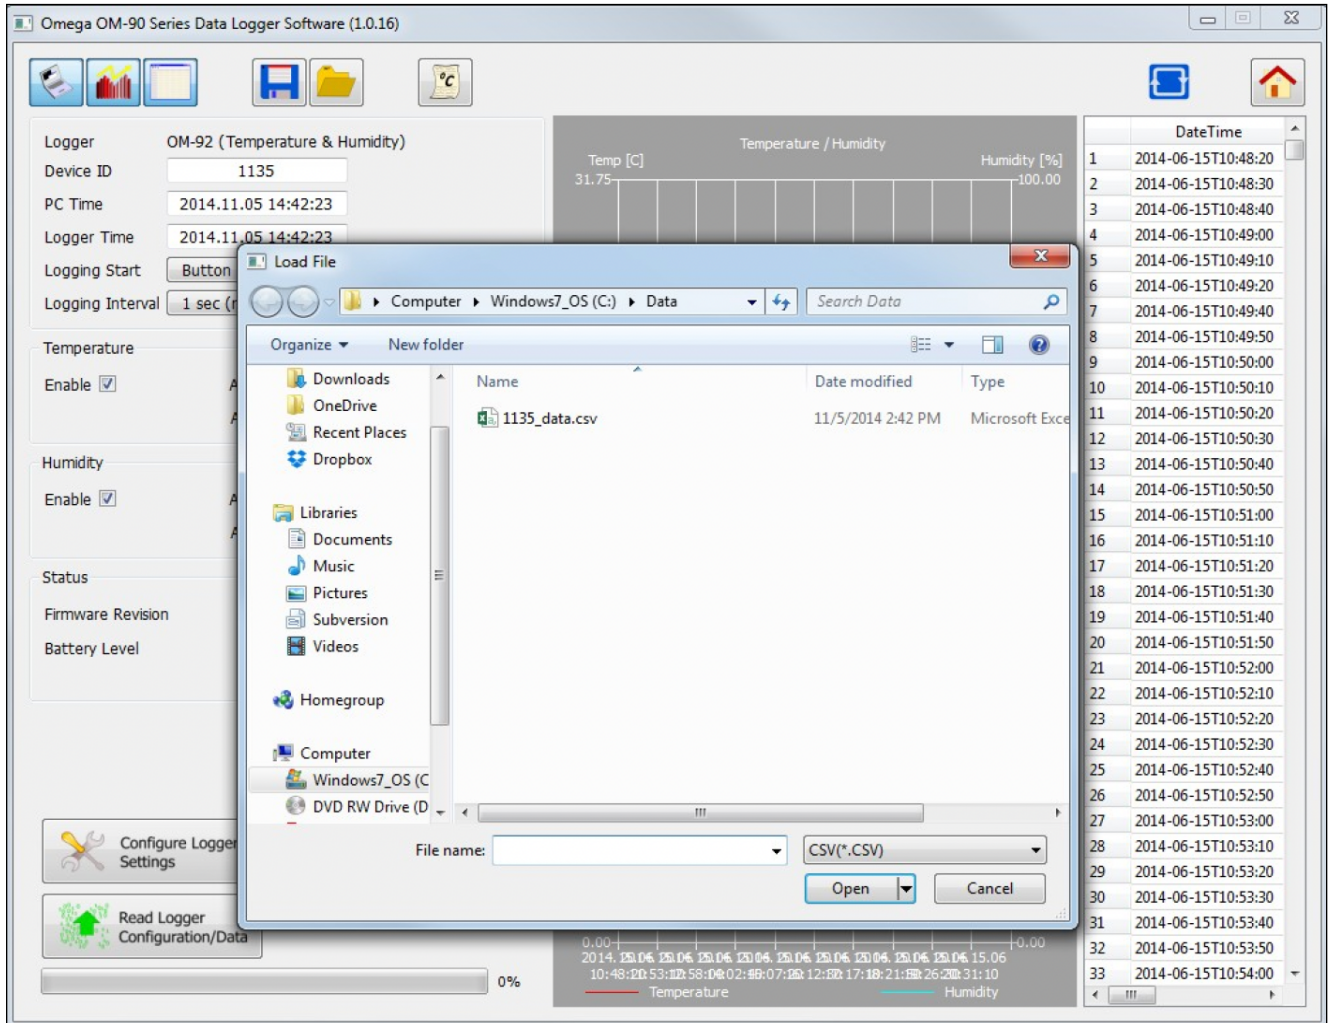 Omega OM-90 Series Data Logger Software (1.0.16)
°C
Logger OM-92 (Temperature & Humidity)
Device ID 1135
PC Time 2014.11.05 14:42:23
Logger Time 2014.11.05 14:42:23
Logging Start Button
Logging Interval 1 sec
Temperature
Enable
Humidity
Enable
Status
Firmware Revision
Battery Level
Configure Logger
Settings
Read Logger
Configuration/Data
0%
Temperature / Humidity
Temp [C] Humidity [%]
31.75 100.00
0.00 0.00
Temperature Humidity
Load File
Computer Windows7_OS (C:) Data Search Data
Organize New folder
Downloads
OneDrive
Recent Places
Dropbox
Libraries
Documents
Music
Pictures
Subversion
Videos
Homegroup
Computer
Windows7_OS (C
DVD RW Drive (D
Name Date modified Type
1135_data.csv 11/5/2014 2:42 PM Microsoft Exce
File name: CSV(*.CSV)
Open Cancel
DateTime
1 2014-06-15T10:48:20
2 2014-06-15T10:48:30
3 2014-06-15T10:48:40
4 2014-06-15T10:49:00
5 2014-06-15T10:49:10
6 2014-06-15T10:49:20
7 2014-06-15T10:49:40
8 2014-06-15T10:49:50
9 2014-06-15T10:50:00
10 2014-06-15T10:50:10
11 2014-06-15T10:50:20
12 2014-06-15T10:50:30
13 2014-06-15T10:50:40
14 2014-06-15T10:50:50
15 2014-06-15T10:51:00
16 2014-06-15T10:51:10
17 2014-06-15T10:51:20
18 2014-06-15T10:51:30
19 2014-06-15T10:51:40
20 2014-06-15T10:51:50
21 2014-06-15T10:52:00
22 2014-06-15T10:52:10
23 2014-06-15T10:52:20
24 2014-06-15T10:52:30
25 2014-06-15T10:52:40
26 2014-06-15T10:52:50
27 2014-06-15T10:53:00
28 2014-06-15T10:53:10
29 2014-06-15T10:53:20
30 2014-06-15T10:53:30
31 2014-06-15T10:53:40
32 2014-06-15T10:53:50
33 2014-06-15T10:54:00